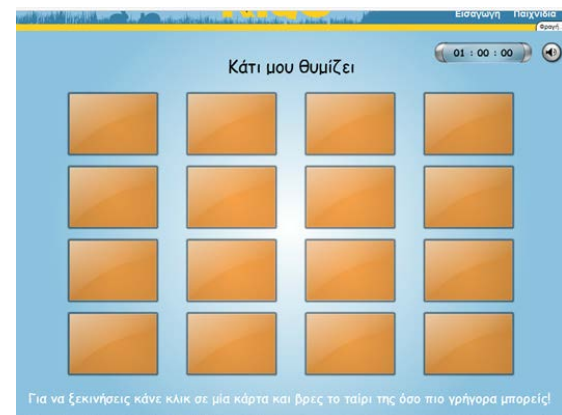 Εισαγωγή Παιχνίδια
Φραγή
01 : 00 : 00
Κάτι μου θυμίζει
Για να ξεκινήσεις κάνε κλικ σε μία κάρτα και βρες το ταίρι της όσο πιο γρήγορα μπορείς!